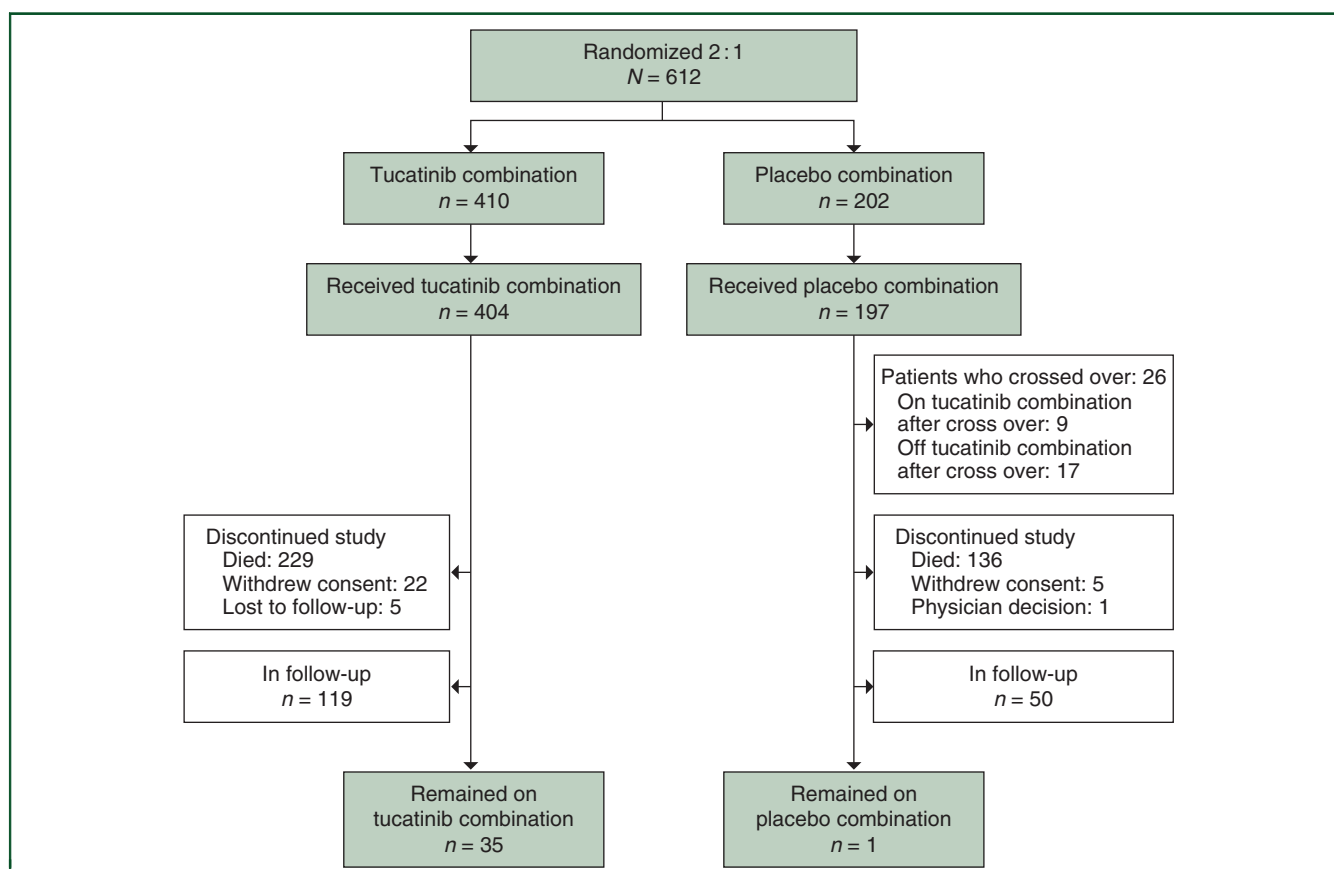 Randomized 2 : 1
N = 612
Tucatinib combination
n = 410
Placebo combination
n = 202
Received tucatinib combination
n = 404
Received placebo combination
n = 197
Patients who crossed over: 26
On tucatinib combination
after cross over: 9
Off tucatinib combination
after cross over: 17
Discontinued study
Died: 229
Withdrew consent: 22
Lost to follow-up: 5
Discontinued study
Died: 136
Withdrew consent: 5
Physician decision: 1
In follow-up
n = 119
In follow-up
n = 50
Remained on
tucatinib combination
n = 35
Remained on
placebo combination
n = 1